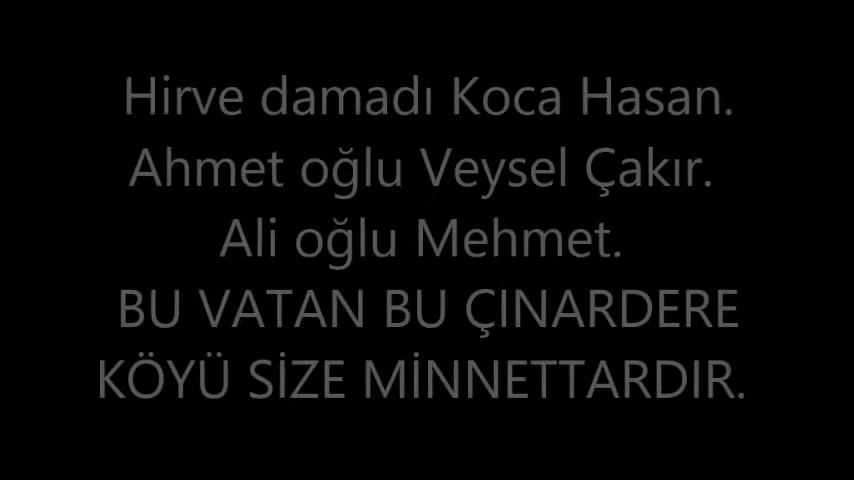 Hirve damadı Koca Hasan.
Ahmet oğlu Veysel Çakır.
Ali oğlu Mehmet.
BU VATAN BU ÇINARDERE
KÖYÜ SİZE MİNNETTARDIR.